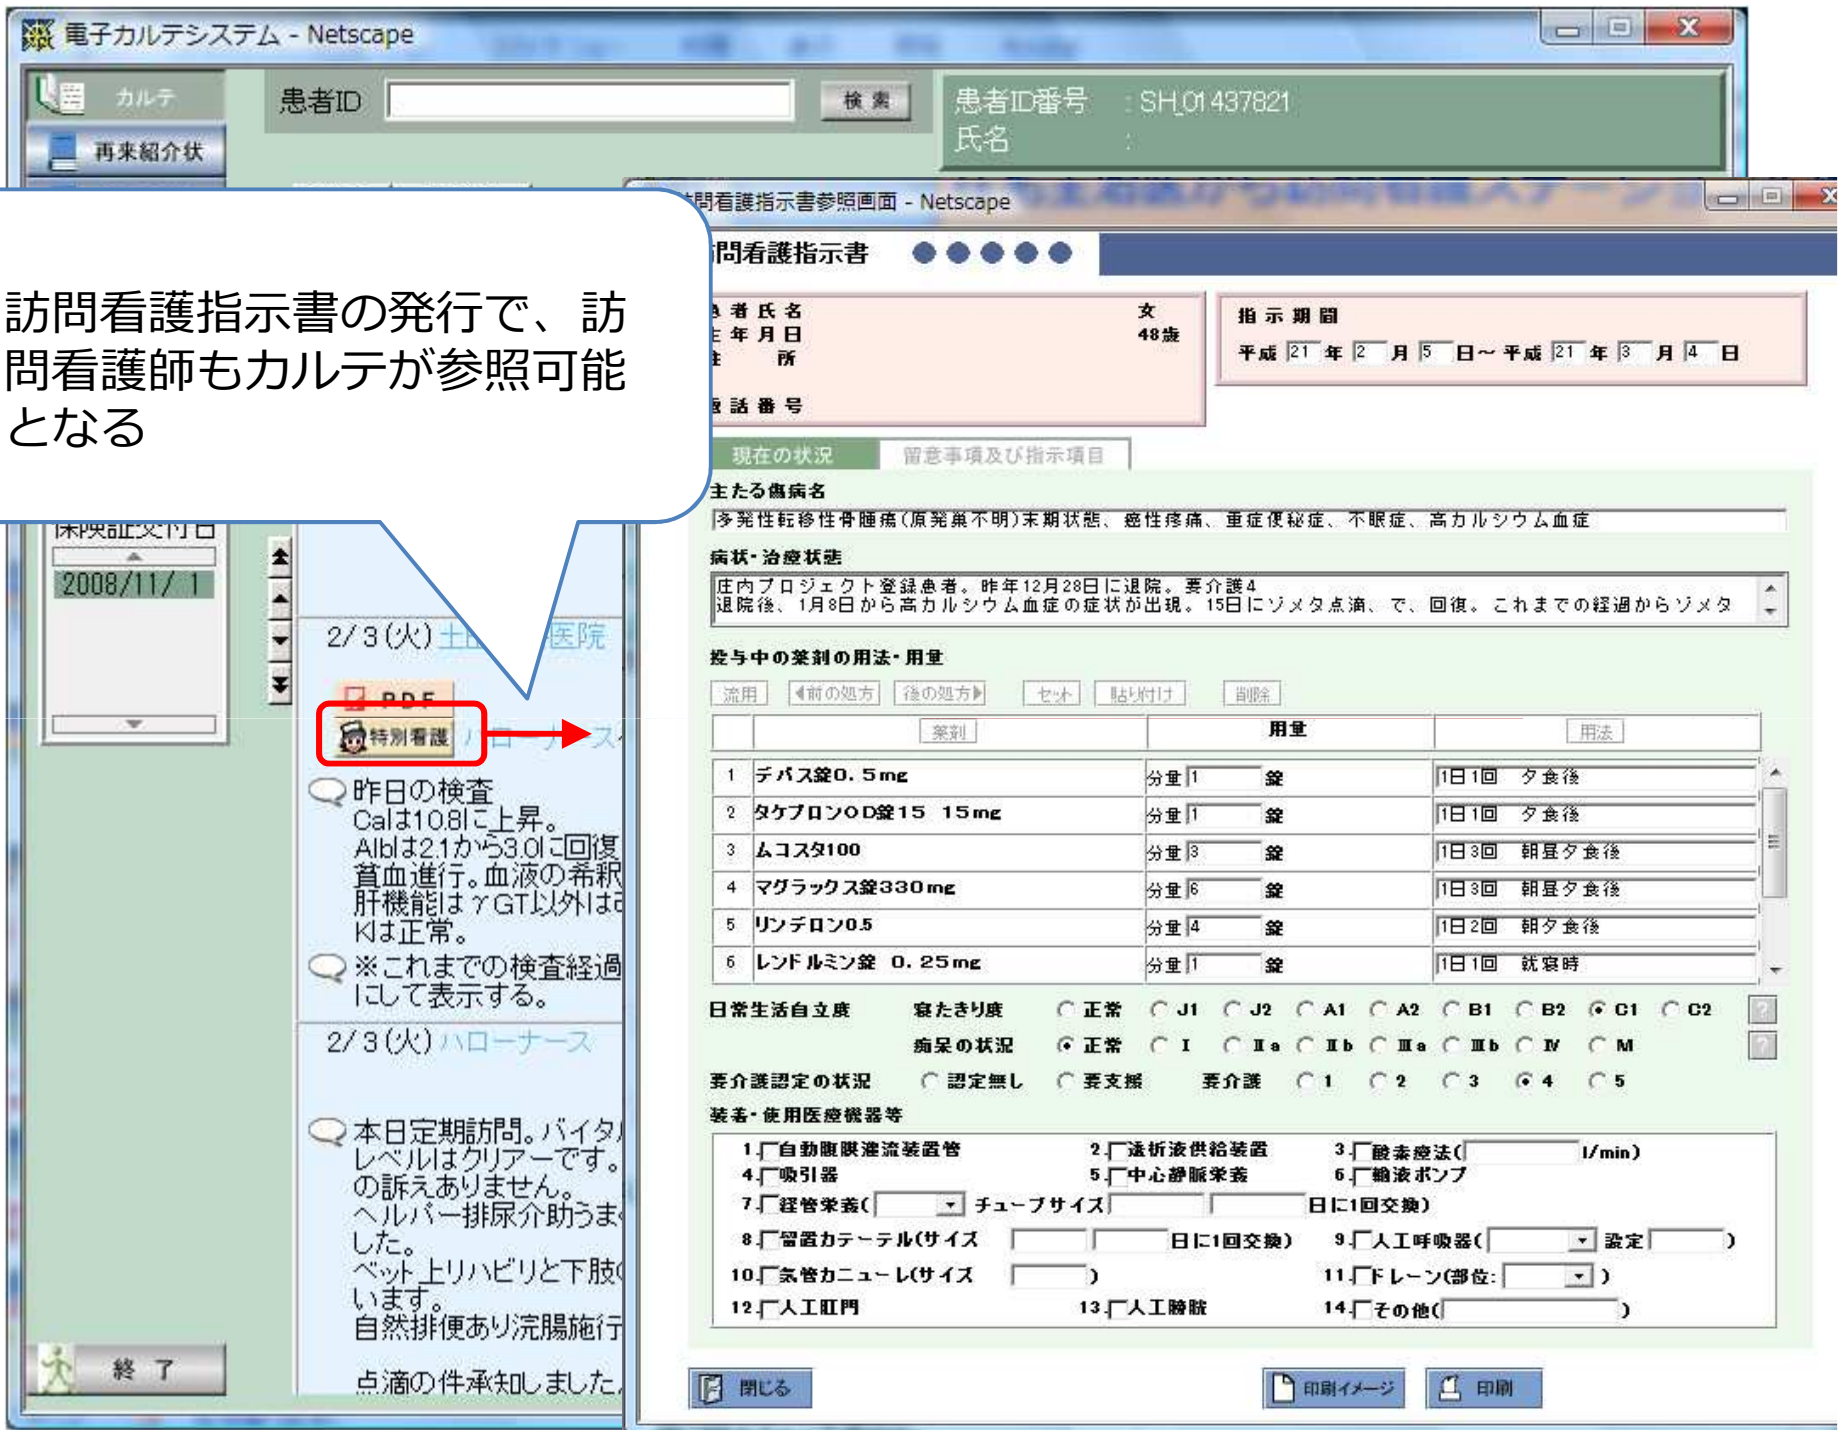 電子カルテシステム - Netscape
カルテ
患者ID
検索
患者ID番号 : SH_01437821
氏名 :
再来紹介状
問看護指示書参照画面 - Netscape
問看護指示書 ●●●●●
訪問看護指示書の発行で、訪
問看護師もカルテが参照可能
となる
者氏名 女
年月日 48歳
所
話番号
指示期間
平成 21 年 2 月 5 日～ 平成 21 年 3 月 4 日
現在の状況 留意事項及び指示項目
主たる傷病名
多発性転移性骨腫瘍(原発巣不明)末期状態、癌性疼痛、重症便秘症、不眠症、高カルシウム血症
病状・治療状態
庄内プロジェクト登録患者。昨年12月28日に退院。要介護4
退院後、1月8日から高カルシウム血症の症状が出現。15日にゾメタ点滴、で、回復。これまでの経過からゾメタ
投与中の薬剤の用法・用量
流用 ◀前の処方 後の処方▶ セット 貼り付け 削除
薬剤 用量 用法
1 デパス錠0.5mg 分量 1 錠 1日1回 夕食後
2 タケプロンOD錠15 15mg 分量 1 錠 1日1回 夕食後
3 ムコスタ100 分量 3 錠 1日3回 朝昼夕食後
4 マグラックス錠330mg 分量 6 錠 1日3回 朝昼夕食後
5 リンデロン0.5 分量 4 錠 1日2回 朝夕食後
6 レンドルミン錠 0.25mg 分量 1 錠 1日1回 就寝時
日常生活自立度 寝たきり度 正常 J1 J2 A1 A2 B1 B2 C1 C2 ?
痴呆の状況 正常 I Ⅱa Ⅱb Ⅲa Ⅲb Ⅳ M ?
要介護認定の状況 認定無し 要支援 要介護 1 2 3 4 5
装着・使用医療機器等
1.自動腹膜灌流装置管 2.透析液供給装置 3.酸素療法( l/min)
4.吸引器 5.中心静脈栄養 6.輸液ポンプ
7.経管栄養( チューブサイズ 日に1回交換)
8.留置カテーテル(サイズ 日に1回交換) 9.人工呼吸器( 設定 )
10.気管カニューレ(サイズ ) 11.ドレーン(部位: )
12.人工肛門 13.人工膀胱 14.その他( )
閉じる 印刷イメージ 印刷
保険証交付日
2008/11/ 1
2/ 3 (火) 土 医院
PDF
特別看護 ハローナース
昨日の検査
Caは10.8に上昇。
Albは2.1から3.0に回復
貧血進行。血液の希釈
肝機能はγGT以外は
Kは正常。
※これまでの検査経過
にして表示する。
2/ 3 (火) ハローナース
本日定期訪問。バイタル
レベルはクリアーです。
の訴えありません。
ヘルパー排尿介助うま
した。
ベット上りハビリと下肢
います。
自然排便あり浣腸施行
点滴の件承知しました
終了